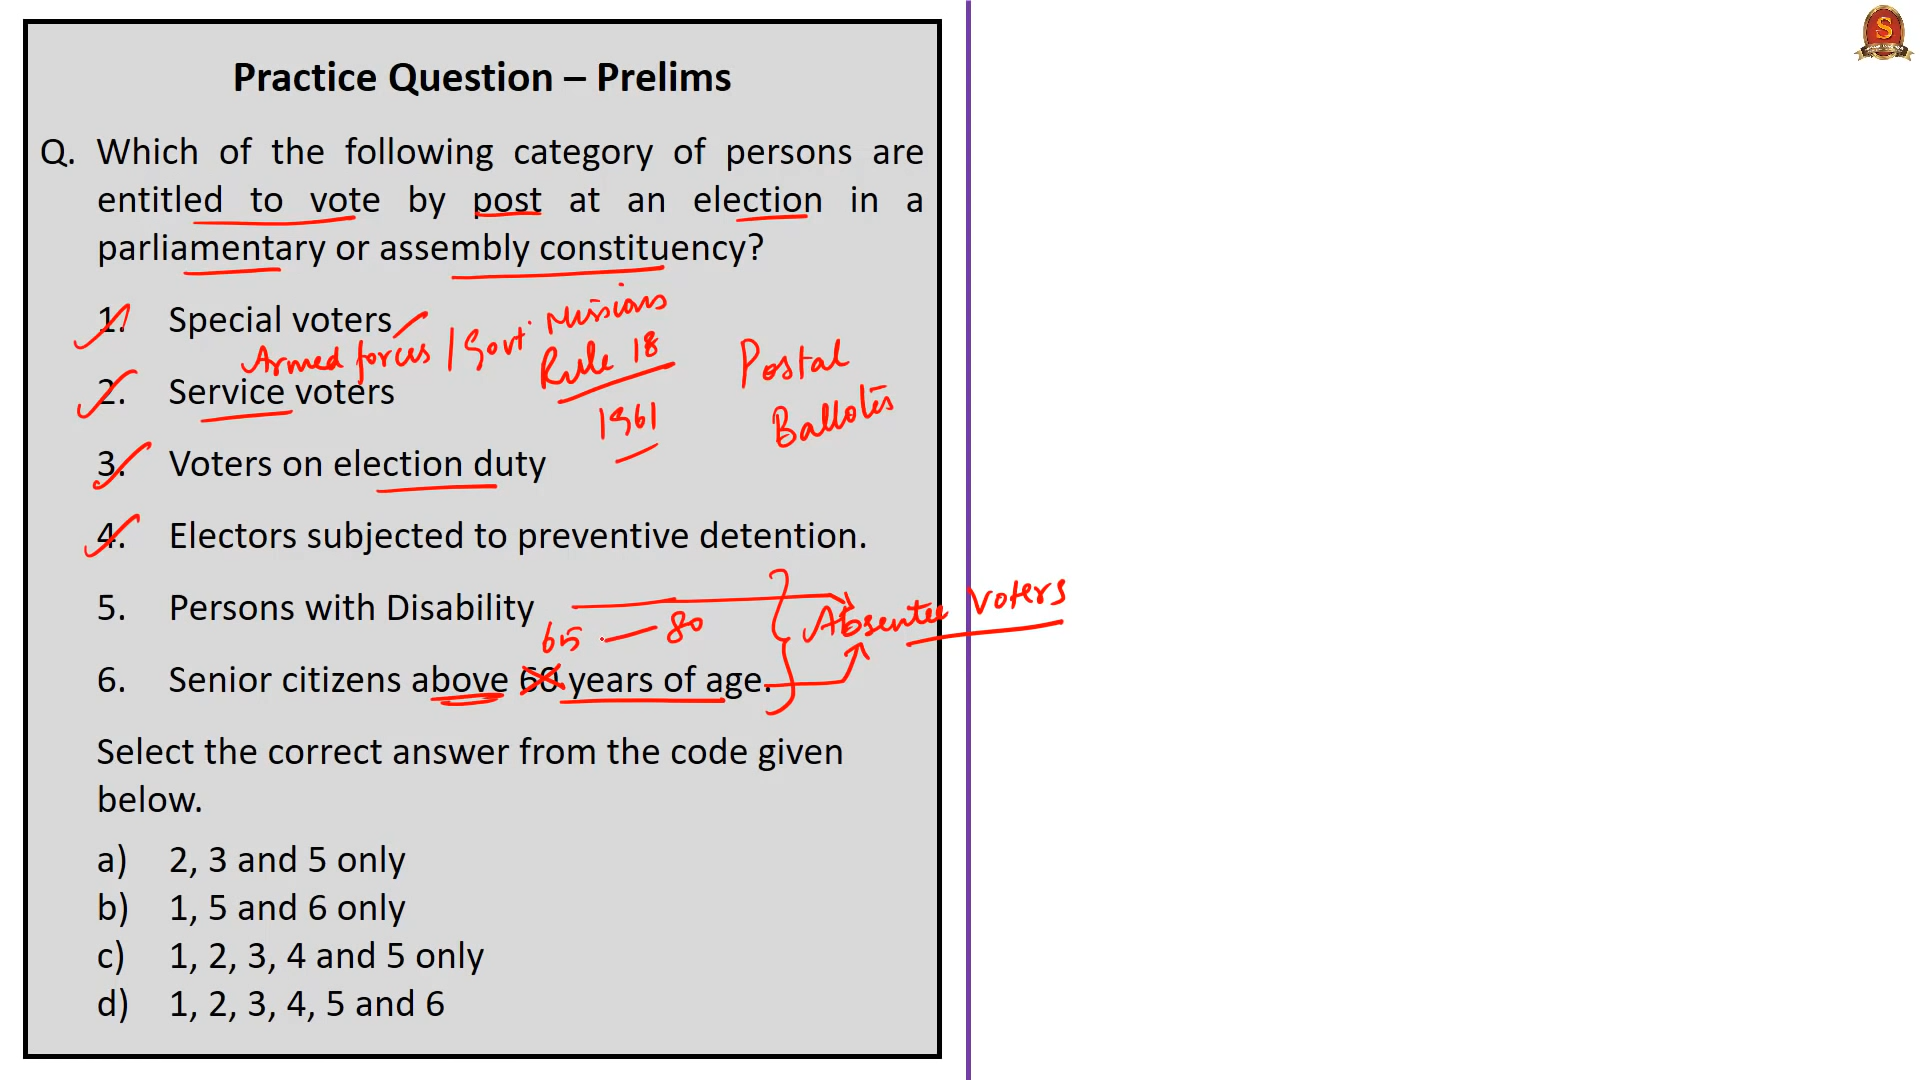 S
Practice Question – Prelims
Q. Which of the following category of persons are
entitled to vote by post at an election in a
parliamentary or assembly constituency?
1. Special voters
Armed forces / Govt Missions
Rule 18
1961
Postal
Ballotes
2. Service voters
3. Voters on election duty
4. Electors subjected to preventive detention.
5. Persons with Disability
65 — 80
Absentee Voters
6. Senior citizens above 60 years of age.
Select the correct answer from the code given
below.
a) 2, 3 and 5 only
b) 1, 5 and 6 only
c) 1, 2, 3, 4 and 5 only
d) 1, 2, 3, 4, 5 and 6